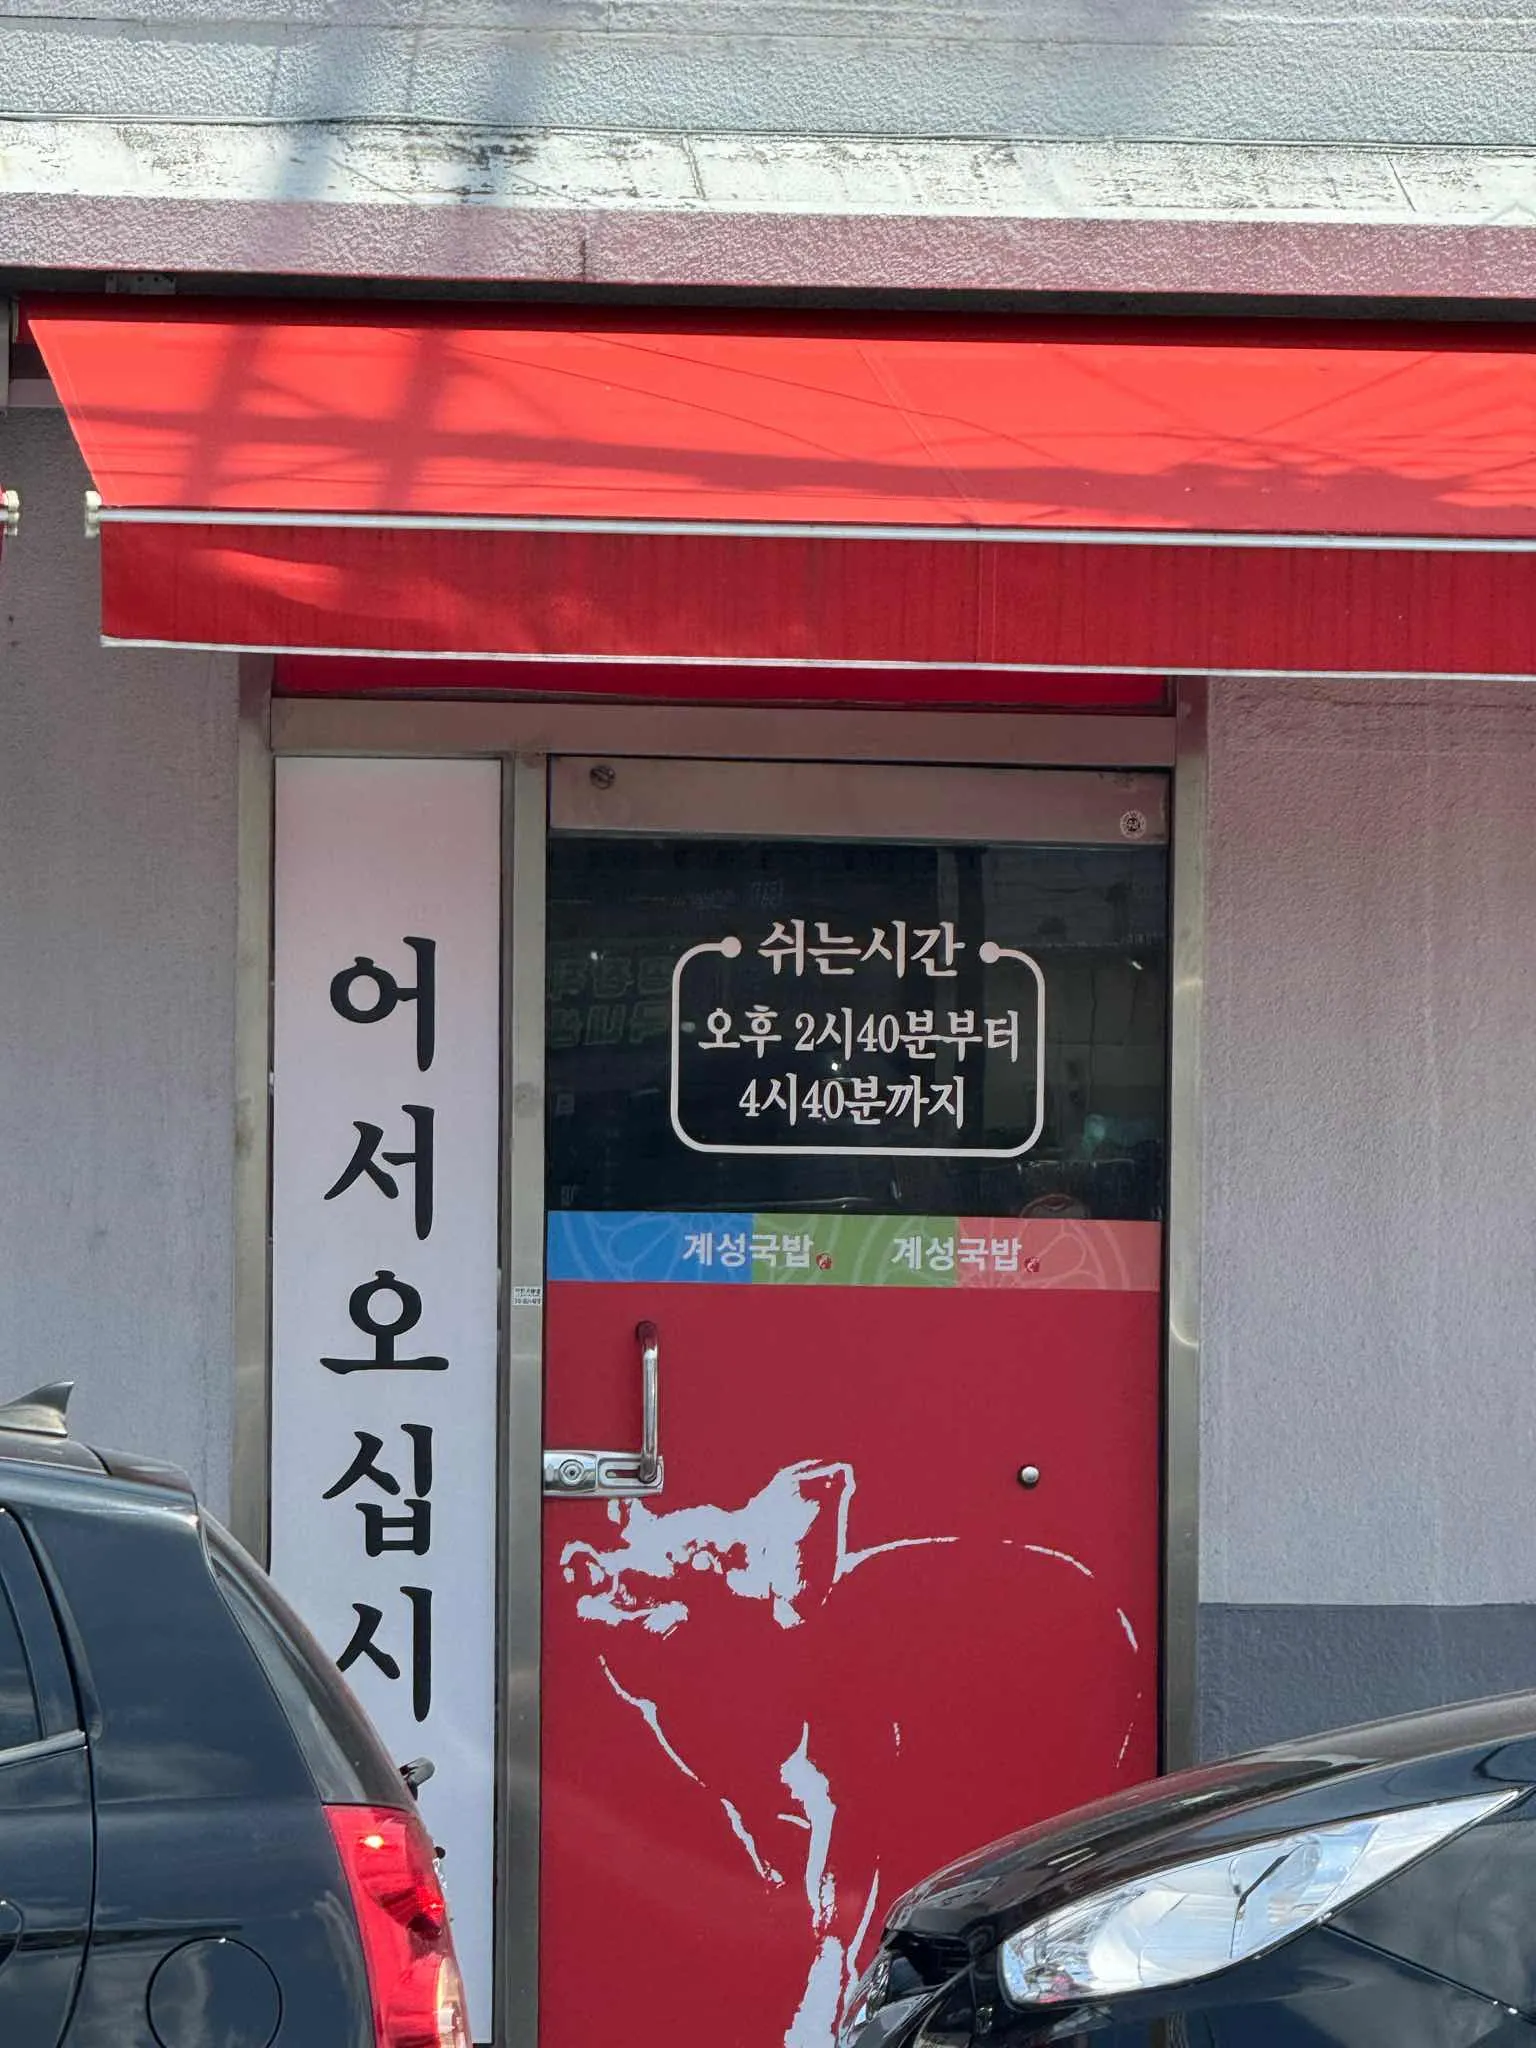 어서오십시
쉬는시간
오후 2시40분부터
4시40분까지
계성국밥 계성국밥